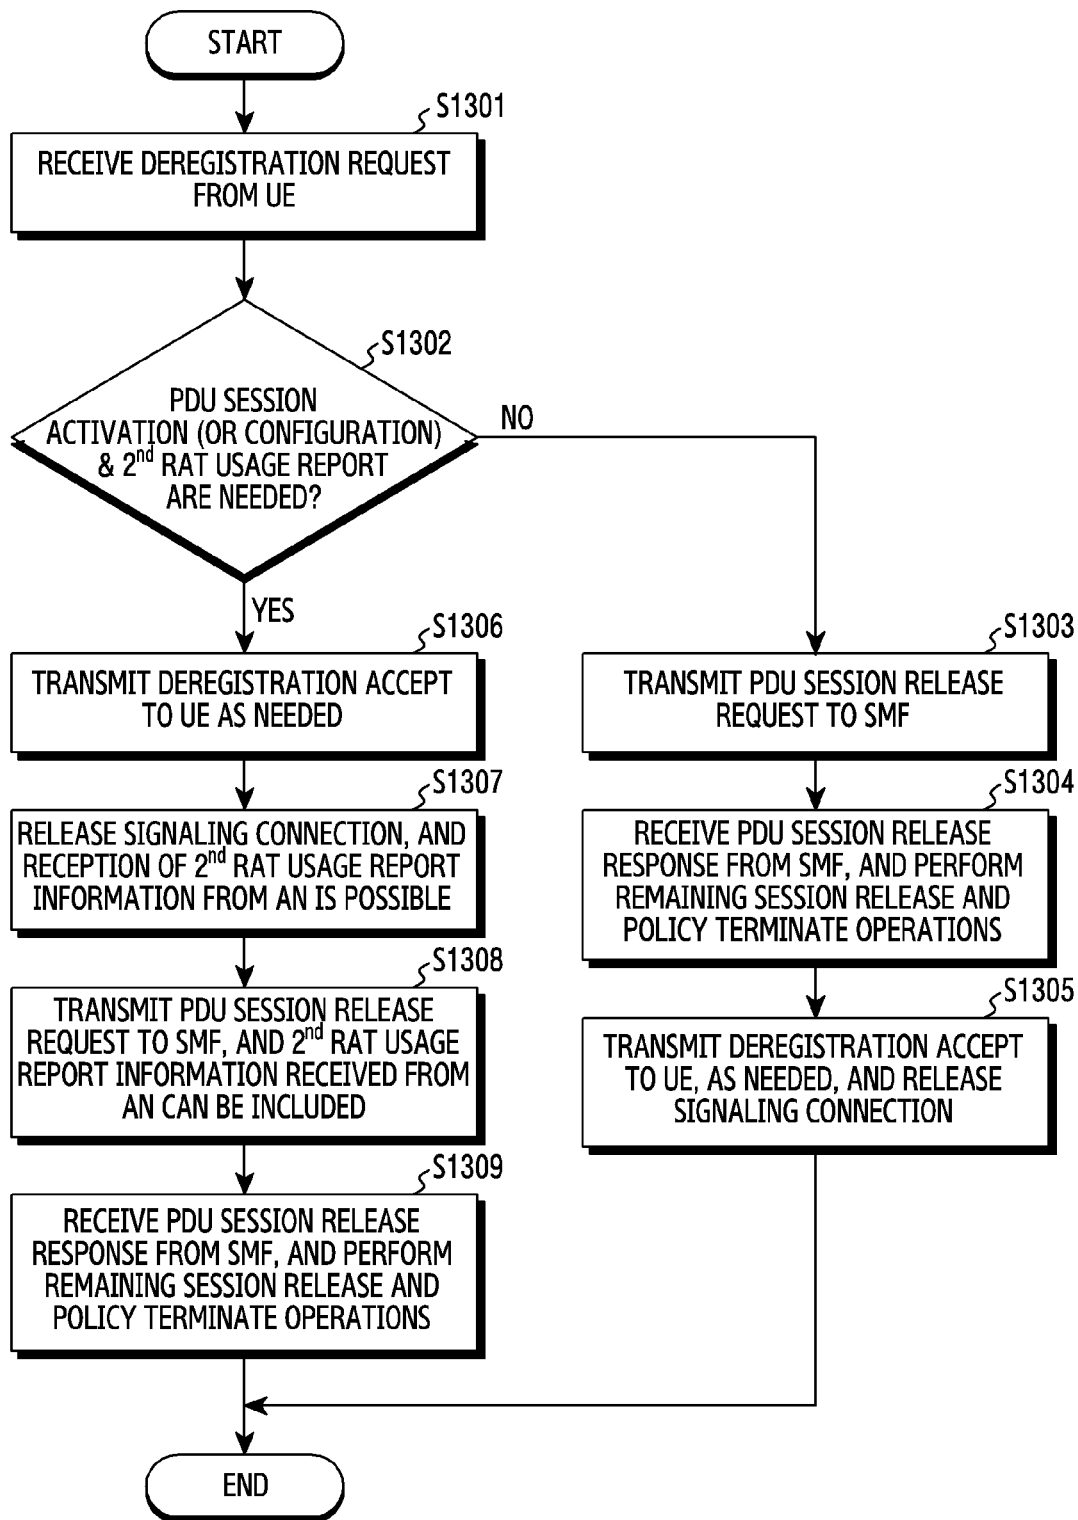 START
S1301
RECEIVE DEREGISTRATION REQUEST
FROM UE
S1302
PDU SESSION
ACTIVATION (OR CONFIGURATION)
& 2nd RAT USAGE REPORT
ARE NEEDED?
NO
YES
S1306
TRANSMIT DEREGISTRATION ACCEPT
TO UE AS NEEDED
S1307
RELEASE SIGNALING CONNECTION, AND
RECEPTION OF 2nd RAT USAGE REPORT
INFORMATION FROM AN IS POSSIBLE
S1308
TRANSMIT PDU SESSION RELEASE
REQUEST TO SMF, AND 2nd RAT USAGE
REPORT INFORMATION RECEIVED FROM
AN CAN BE INCLUDED
S1309
RECEIVE PDU SESSION RELEASE
RESPONSE FROM SMF, AND PERFORM
REMAINING SESSION RELEASE AND
POLICY TERMINATE OPERATIONS
S1303
TRANSMIT PDU SESSION RELEASE
REQUEST TO SMF
S1304
RECEIVE PDU SESSION RELEASE
RESPONSE FROM SMF, AND PERFORM
REMAINING SESSION RELEASE AND
POLICY TERMINATE OPERATIONS
S1305
TRANSMIT DEREGISTRATION ACCEPT
TO UE, AS NEEDED, AND RELEASE
SIGNALING CONNECTION
END